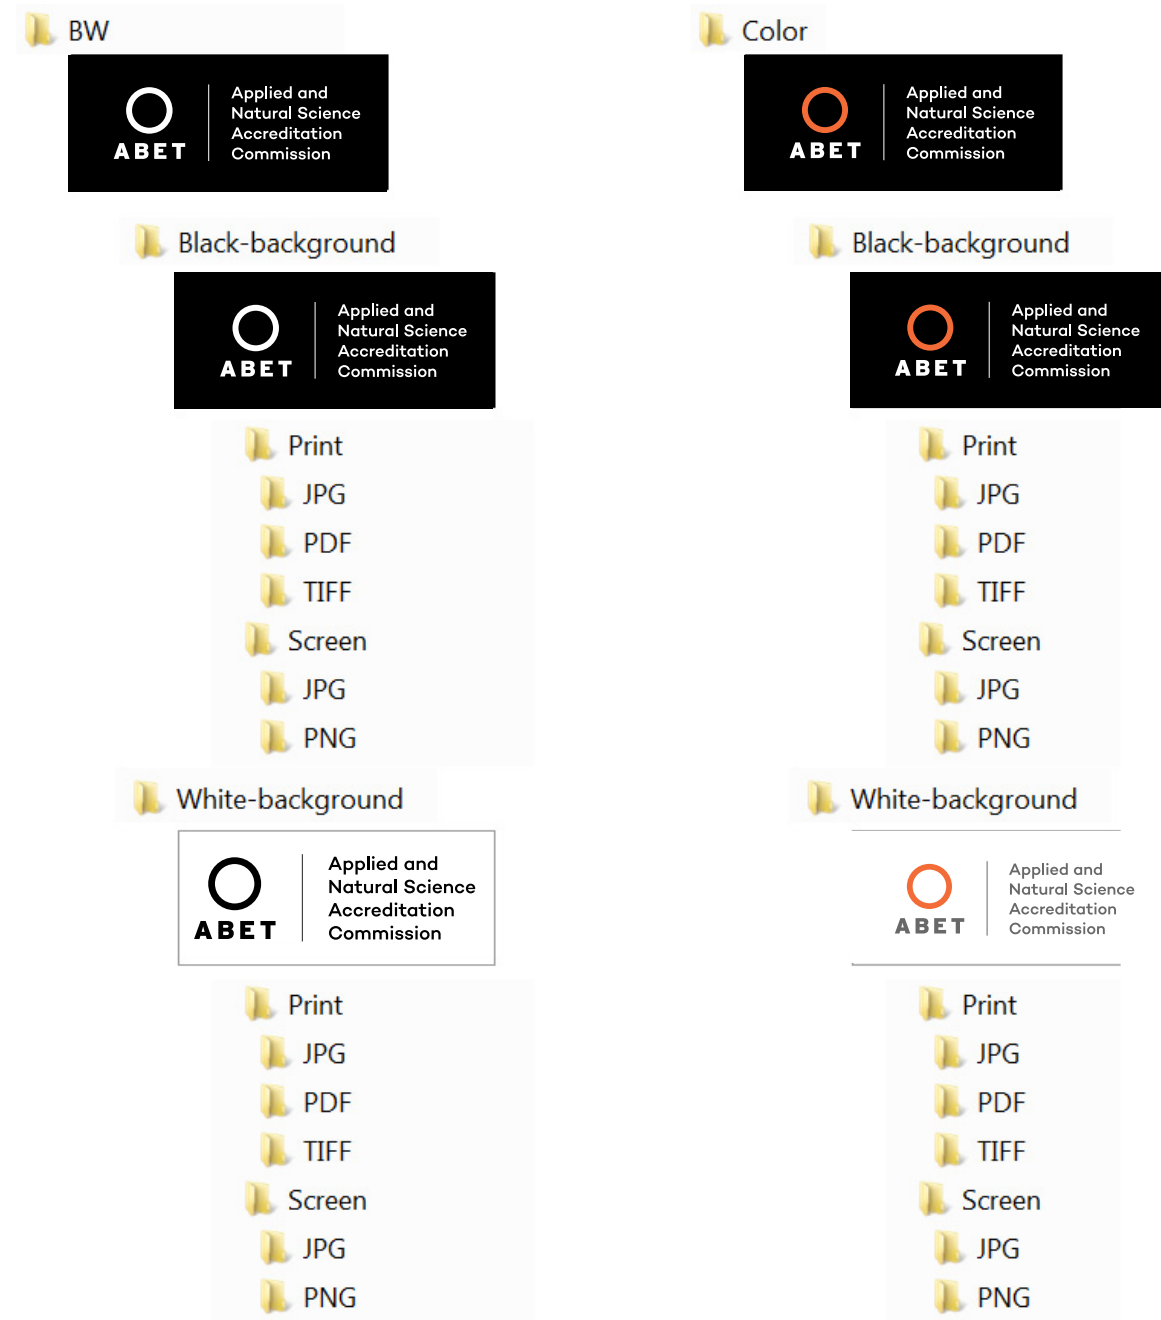 BW
Applied and
Natural Science
Accreditation
Commission
ABET
Black-background
Applied and
Natural Science
Accreditation
Commission
ABET
Print
JPG
PDF
TIFF
Screen
JPG
PNG
White-background
Applied and
Natural Science
Accreditation
Commission
ABET
Print
JPG
PDF
TIFF
Screen
JPG
PNG
Color
Applied and
Natural Science
Accreditation
Commission
ABET
Black-background
Applied and
Natural Science
Accreditation
Commission
ABET
Print
JPG
PDF
TIFF
Screen
JPG
PNG
White-background
Applied and
Natural Science
Accreditation
Commission
ABET
Print
JPG
PDF
TIFF
Screen
JPG
PNG